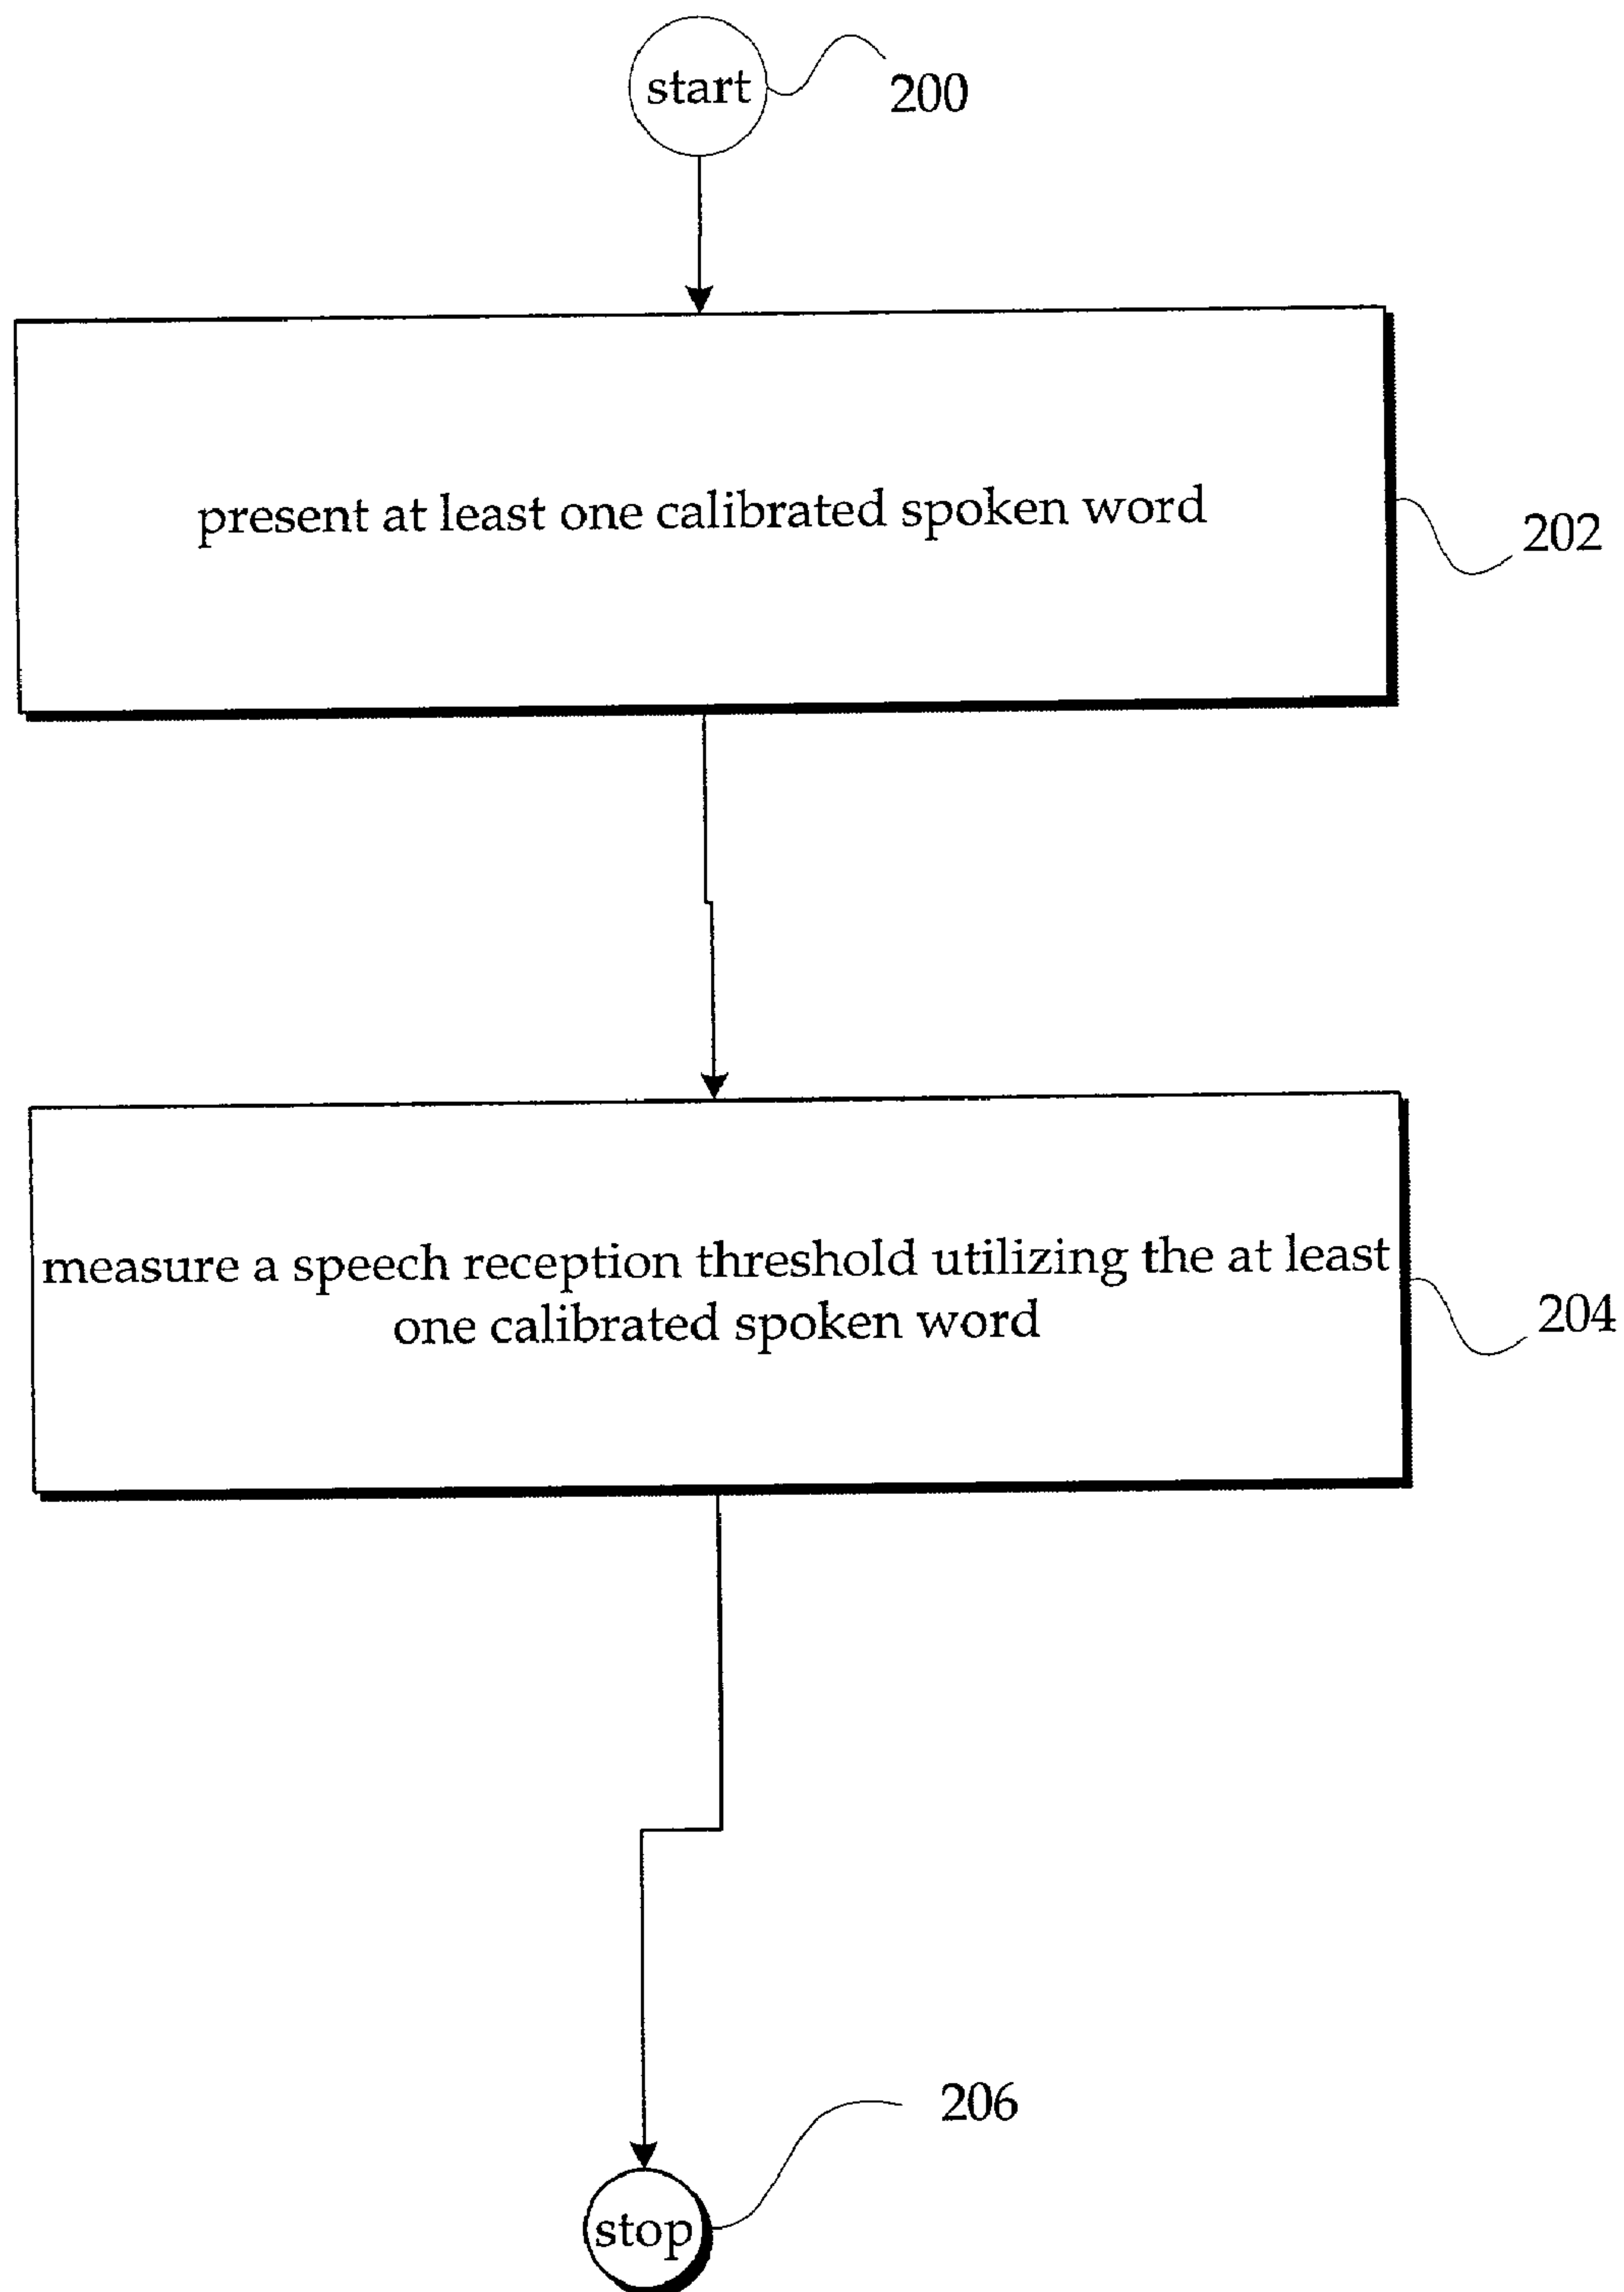 start
200
present at least one calibrated spoken word
202
measure a speech reception threshold utilizing the at least
one calibrated spoken word
204
206
stop